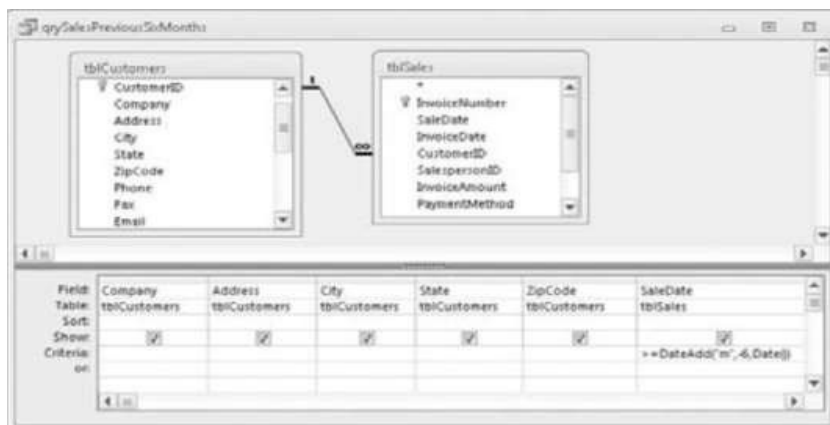 qrySalesPreviousSixMonths
tblCustomers
CustomerID
Company
Address
City
State
ZipCode
Phone
Fax
Email
1
∞
tblSales
*
InvoiceNumber
SaleDate
InvoiceDate
CustomerID
SalespersonID
InvoiceAmount
PaymentMethod
Field: Company Address City State ZipCode SaleDate
Table: tblCustomers tblCustomers tblCustomers tblCustomers tblCustomers tblSales
Sort:
Show:
Criteria: >=DateAdd("m",-6,Date())
or: